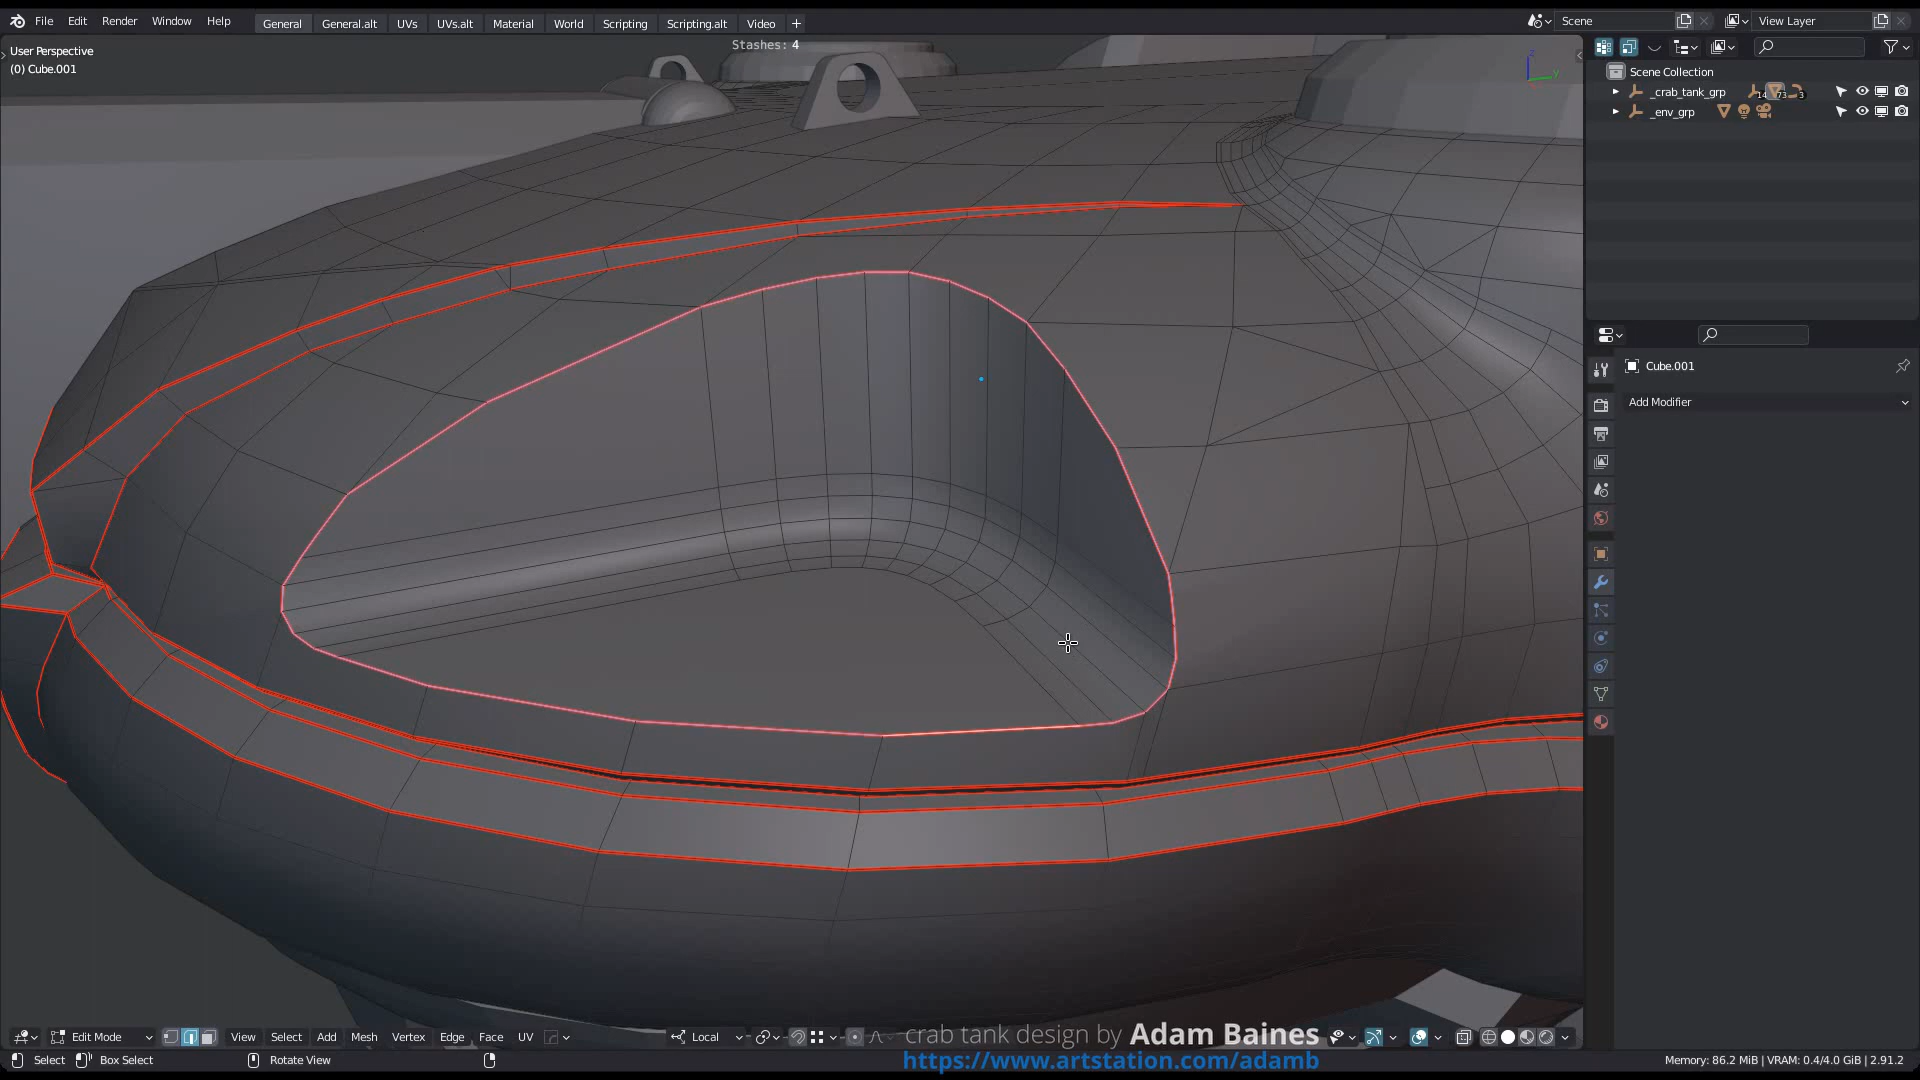 File Edit Render Window Help General General.alt UVs UVs.alt Material World Scripting Scripting.alt Video + Scene View Layer
User Perspective
(0) Cube.001
Stashes: 4
Z
Y
Scene Collection
_crab_tank_grp 14 73 3
_env_grp
Cube.001
Add Modifier
Edit Mode View Select Add Mesh Vertex Edge Face UV Local
crab tank design by Adam Baines
https://www.artstation.com/adamb
Select Box Select Rotate View
Memory: 86.2 MiB | VRAM: 0.4/4.0 GiB | 2.91.2